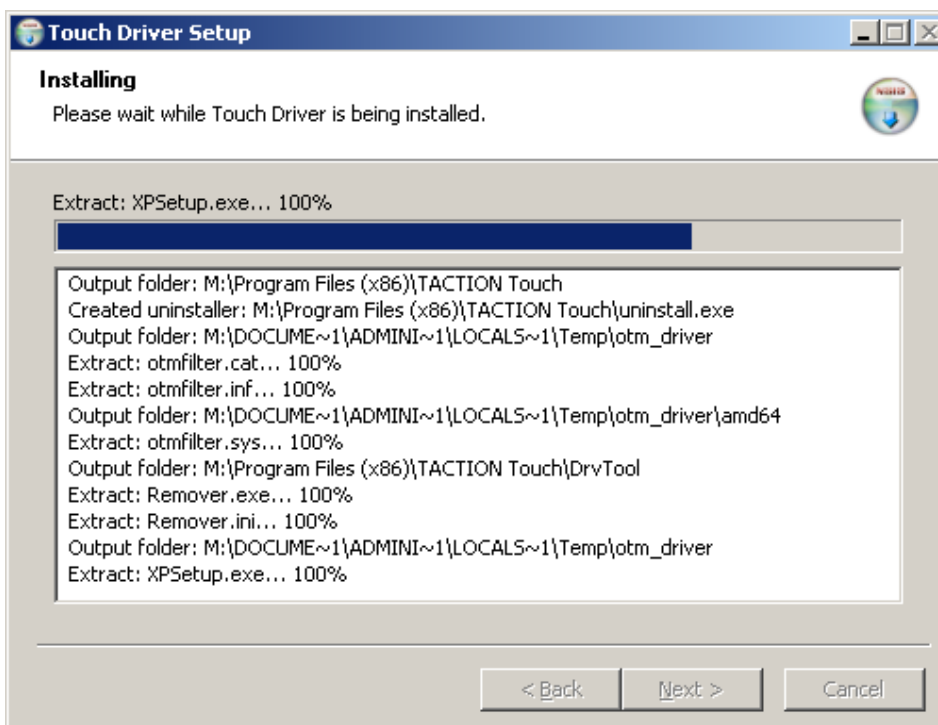 Touch Driver Setup
Installing
Please wait while Touch Driver is being installed.
Extract: XPSetup.exe... 100%
Output folder: M:\Program Files (x86)\TACTION Touch
Created uninstaller: M:\Program Files (x86)\TACTION Touch\uninstall.exe
Output folder: M:\DOCUME~1\ADMINI~1\LOCALS~1\Temp\otm_driver
Extract: otmfilter.cat... 100%
Extract: otmfilter.inf... 100%
Output folder: M:\DOCUME~1\ADMINI~1\LOCALS~1\Temp\otm_driver\amd64
Extract: otmfilter.sys... 100%
Output folder: M:\Program Files (x86)\TACTION Touch\DrvTool
Extract: Remover.exe... 100%
Extract: Remover.ini... 100%
Output folder: M:\DOCUME~1\ADMINI~1\LOCALS~1\Temp\otm_driver
Extract: XPSetup.exe... 100%
< Back
Next >
Cancel